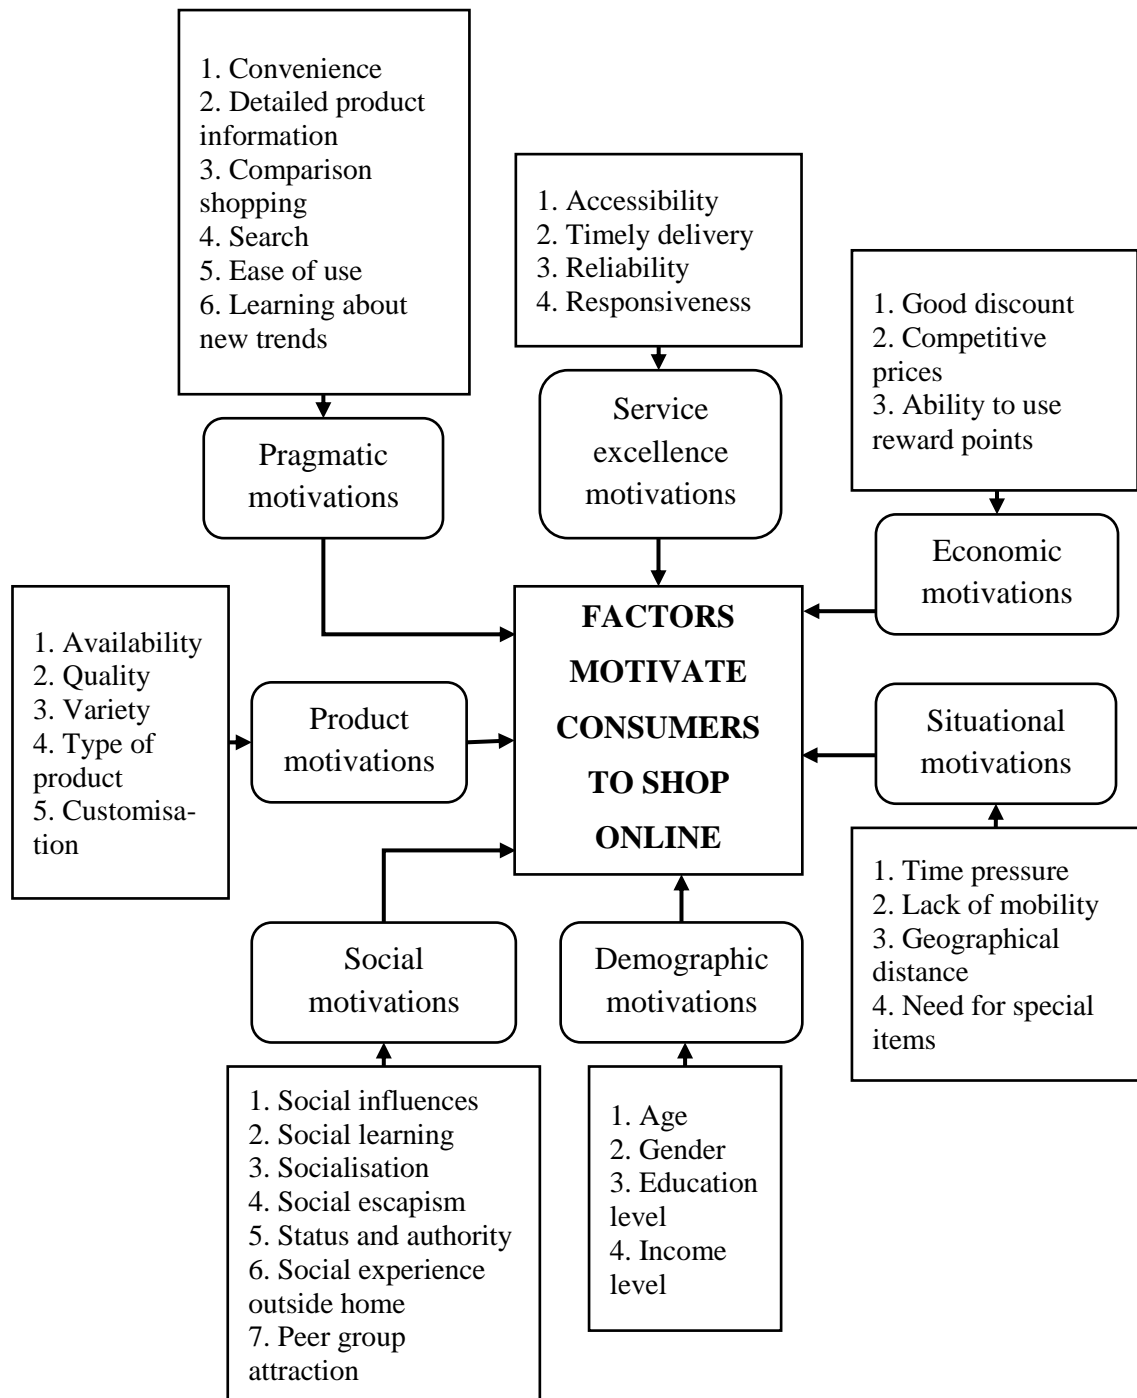 1. Convenience
2. Detailed product
information
3. Comparison
shopping
4. Search
5. Ease of use
6. Learning about
new trends
1. Accessibility
2. Timely delivery
3. Reliability
4. Responsiveness
1. Good discount
2. Competitive
prices
3. Ability to use
reward points
Pragmatic
motivations
Service
excellence
motivations
Economic
motivations
1. Availability
2. Quality
3. Variety
4. Type of
product
5. Customisa-
tion
Product
motivations
FACTORS
MOTIVATE
CONSUMERS
TO SHOP
ONLINE
Situational
motivations
1. Time pressure
2. Lack of mobility
3. Geographical
distance
4. Need for special
items
Social
motivations
Demographic
motivations
1. Social influences
2. Social learning
3. Socialisation
4. Social escapism
5. Status and authority
6. Social experience
outside home
7. Peer group
attraction
1. Age
2. Gender
3. Education
level
4. Income
level